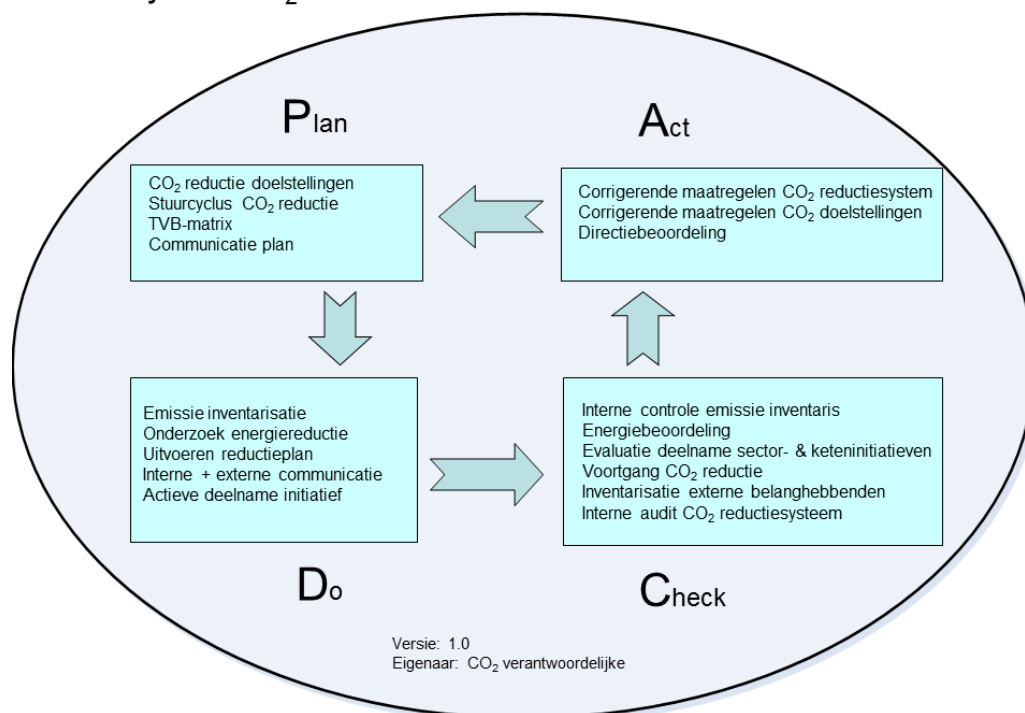 Plan
Act
CO₂ reductie doelstellingen
Stuurcyclus CO₂ reductie
TVB-matrix
Communicatie plan
Corrigerende maatregelen CO₂ reductiesystem
Corrigerende maatregelen CO₂ doelstellingen
Directiebeoordeling
Emissie inventarisatie
Onderzoek energiereductie
Uitvoeren reductieplan
Interne + externe communicatie
Actieve deelname initiatief
Interne controle emissie inventaris
Energiebeoordeling
Evaluatie deelname sector- & keteninitiatieven
Voortgang CO₂ reductie
Inventarisatie externe belanghebbenden
Interne audit CO₂ reductiesysteem
Do
Check
Versie: 1.0
Eigenaar: CO₂ verantwoordelijke